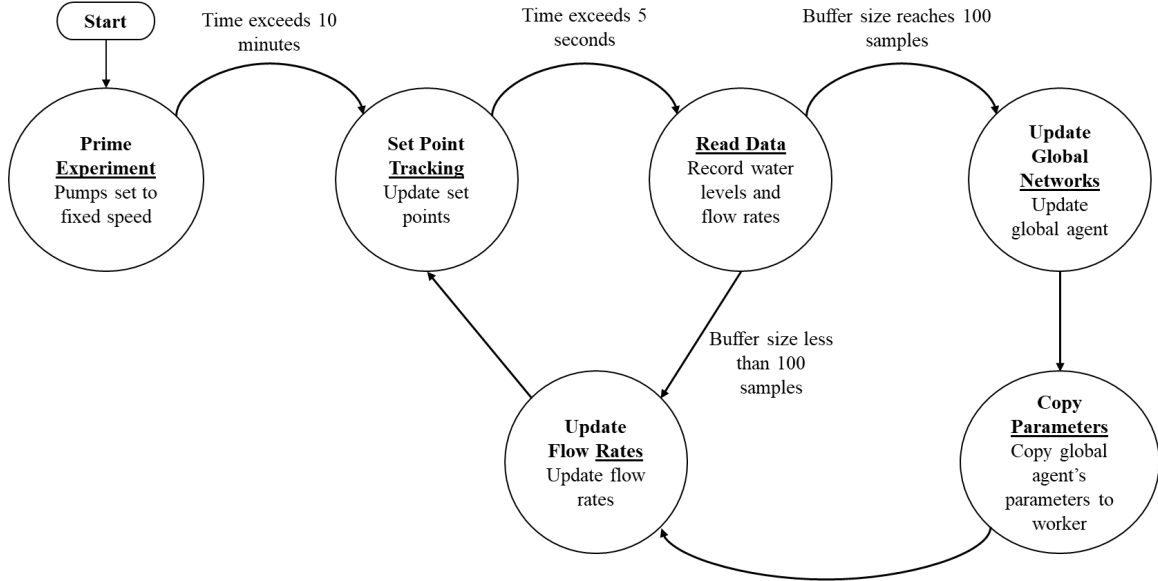 Start
Time exceeds 10
minutes
Time exceeds 5
seconds
Buffer size reaches 100
samples
Prime
Experiment
Pumps set to
fixed speed
Set Point
Tracking
Update set
points
Read Data
Record water
levels and
flow rates
Update
Global
Networks
Update
global agent
Buffer size less
than 100
samples
Update
Flow Rates
Update flow
rates
Copy
Parameters
Copy global
agent's
parameters to
worker